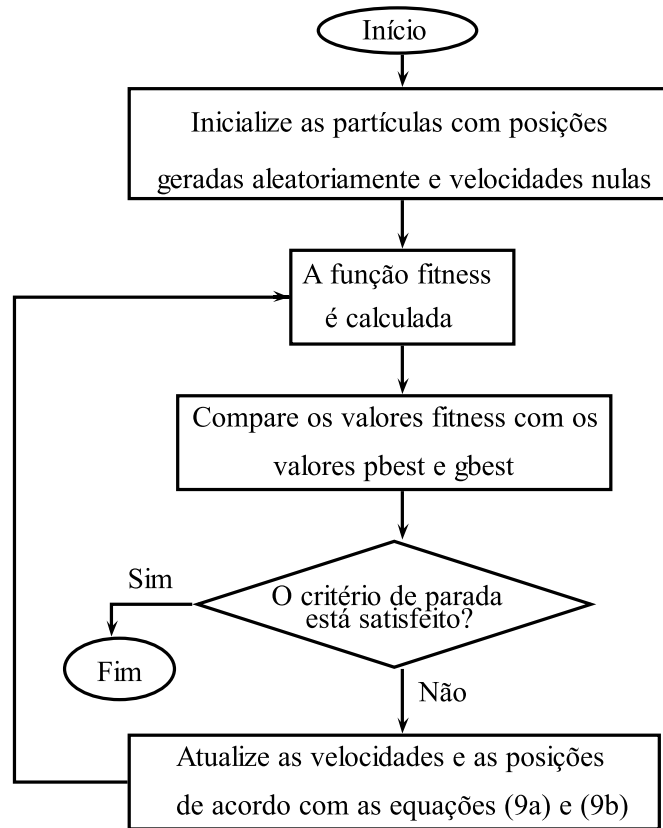 Início
Inicialize as partículas com posições
geradas aleatoriamente e velocidades nulas
A função fitness
é calculada
Compare os valores fitness com os
valores pbest e gbest
O critério de parada
está satisfeito?
Sim
Fim
Não
Atualize as velocidades e as posições
de acordo com as equações (9a) e (9b)